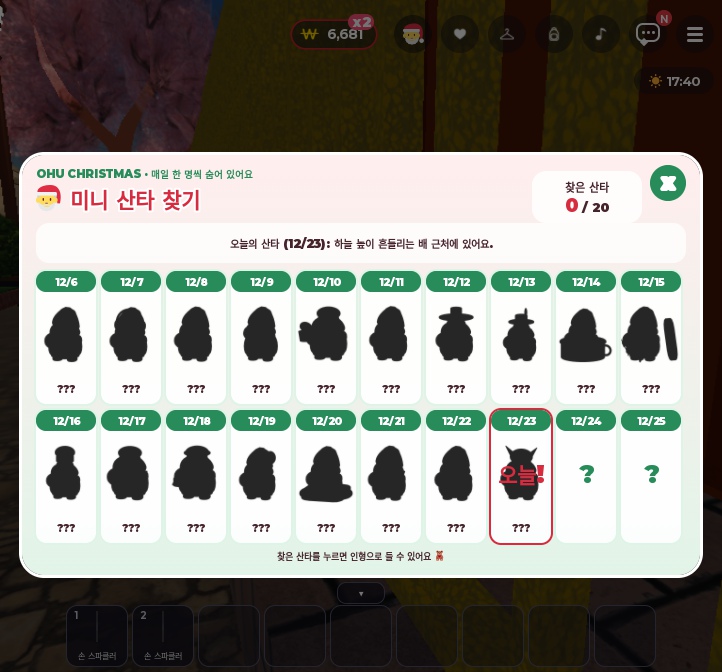 x2
₩ 6,681
N
17:40
OHU CHRISTMAS • 매일 한 명씩 숨어 있어요
미니 산타 찾기
찾은 산타
0 / 20
오늘의 산타 (12/23): 하늘 높이 흔들리는 배 근처에 있어요.
12/6 12/7 12/8 12/9 12/10 12/11 12/12 12/13 12/14 12/15
??? ??? ??? ??? ??? ??? ??? ??? ??? ???
12/16 12/17 12/18 12/19 12/20 12/21 12/22 12/23 12/24 12/25
오늘! ? ?
??? ??? ??? ??? ??? ??? ??? ???
찾은 산타를 누르면 인형으로 들 수 있어요
1 2
손 스파클러 손 스파클러